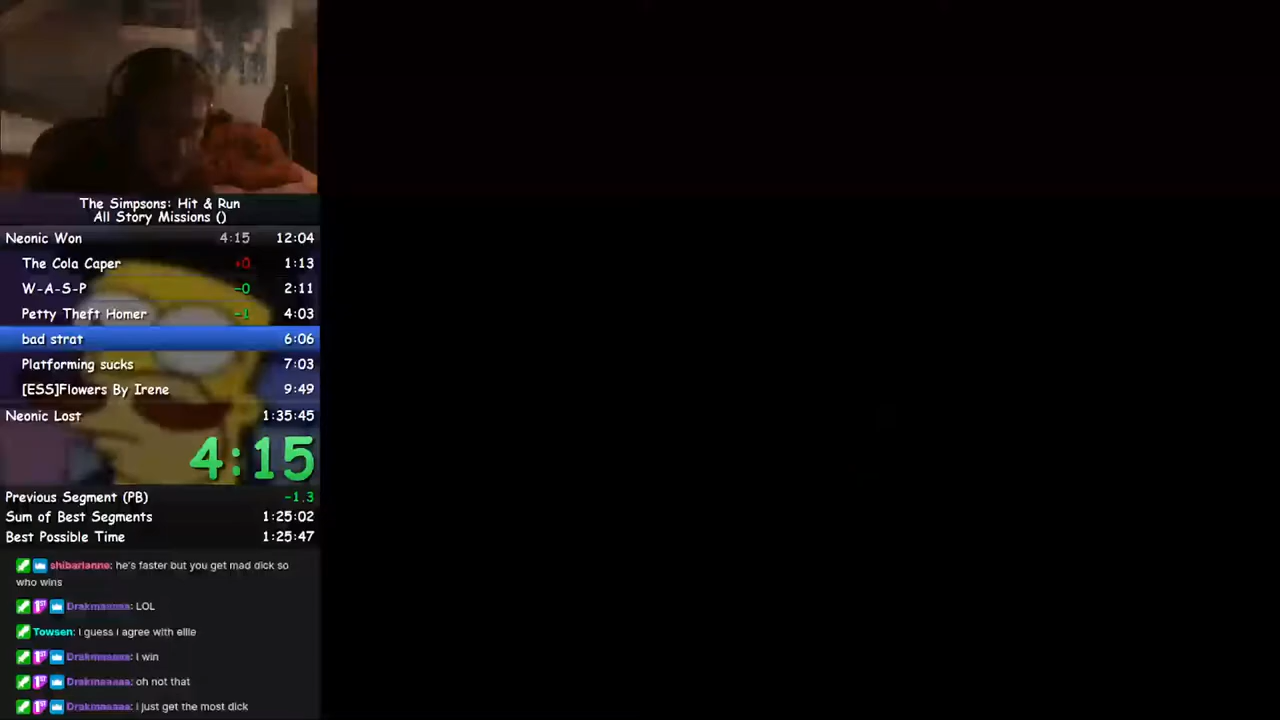 The Simpsons: Hit & Run
All Story Missions ()
Neonic Won 4:15 12:04
The Cola Caper +0 1:13
W-A-S-P -0 2:11
Petty Theft Homer -1 4:03
bad strat 6:06
Platforming sucks 7:03
[ESS]Flowers By Irene 9:49
Neonic Lost 1:35:45
4:15
Previous Segment (PB) -1.3
Sum of Best Segments 1:25:02
Best Possible Time 1:25:47
he's faster but you get mad dick so
who wins
Drakmaaaaa: LOL
Towsen: i guess i agree with ellie
Drakmaaaaa: I win
Drakmaaaaa: oh not that
Drakmaaaaa: i just get the most dick